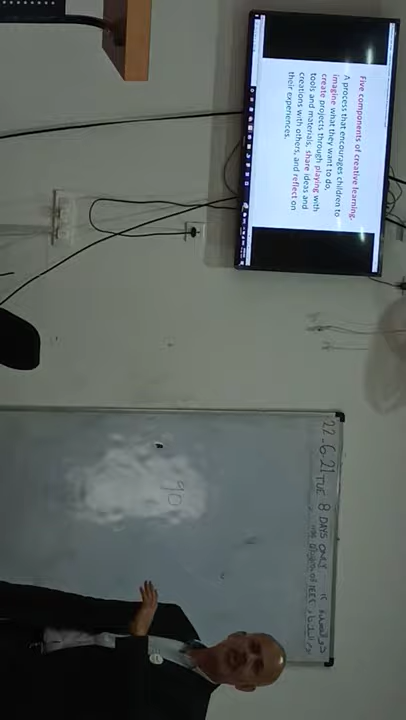 Five components of creative learning.
A process that encourages children to
imagine what they want to do,
create projects through playing with
tools and materials, share ideas and
creations with others, and reflect on
their experiences.
22-6-21 TUE 8 DAYS ONLY
90